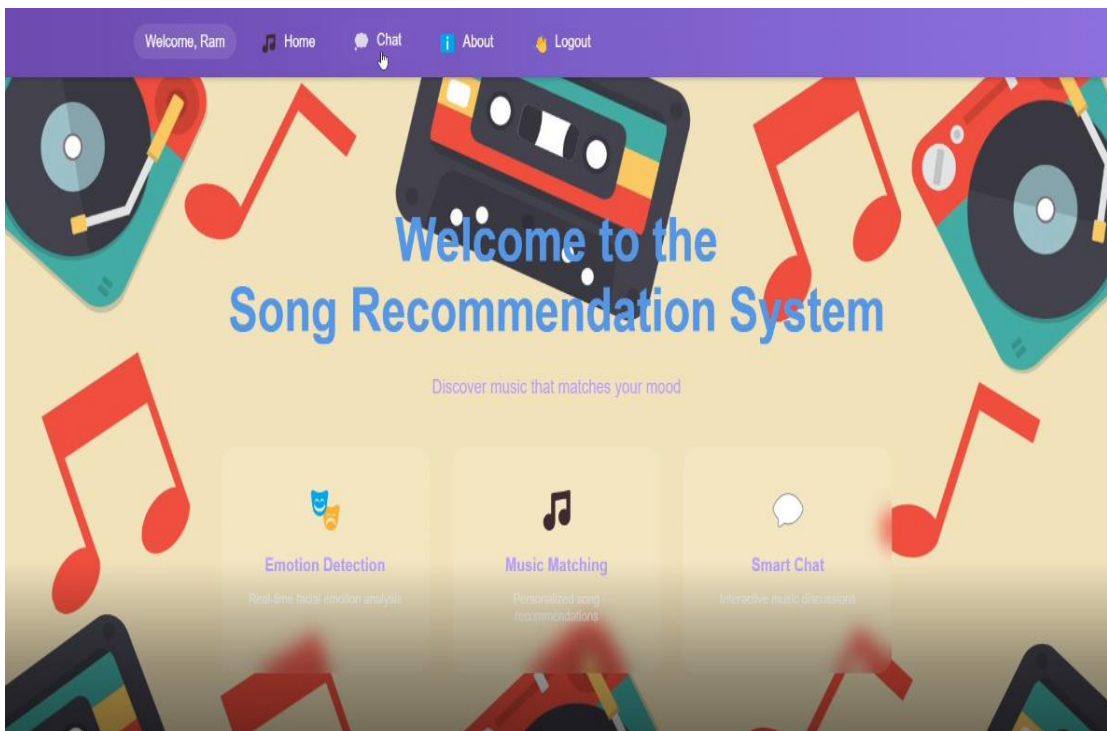 Welcome, Ram
Home
Chat
About
Logout
Welcome to the
Song Recommendation System
Discover music that matches your mood
Emotion Detection
Real-time facial emotion analysis
Music Matching
Personalized song
recommendations
Smart Chat
Interactive music discussions